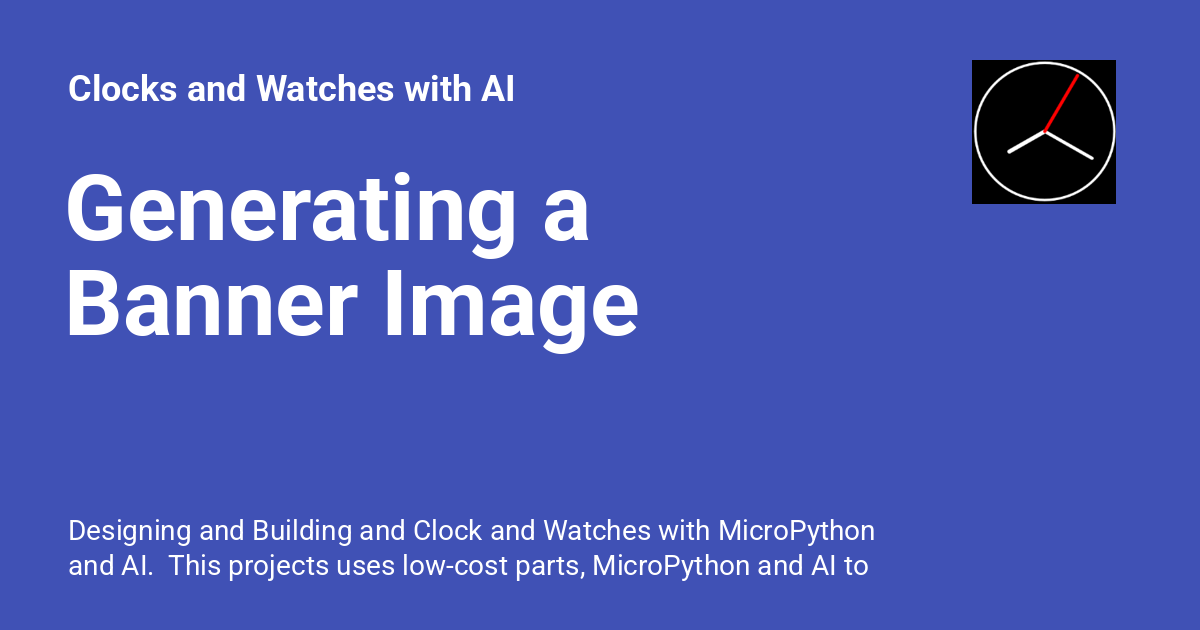 Clocks and Watches with AI
Generating a
Banner Image
Designing and Building and Clock and Watches with MicroPython
and AI.  This projects uses low-cost parts, MicroPython and AI to